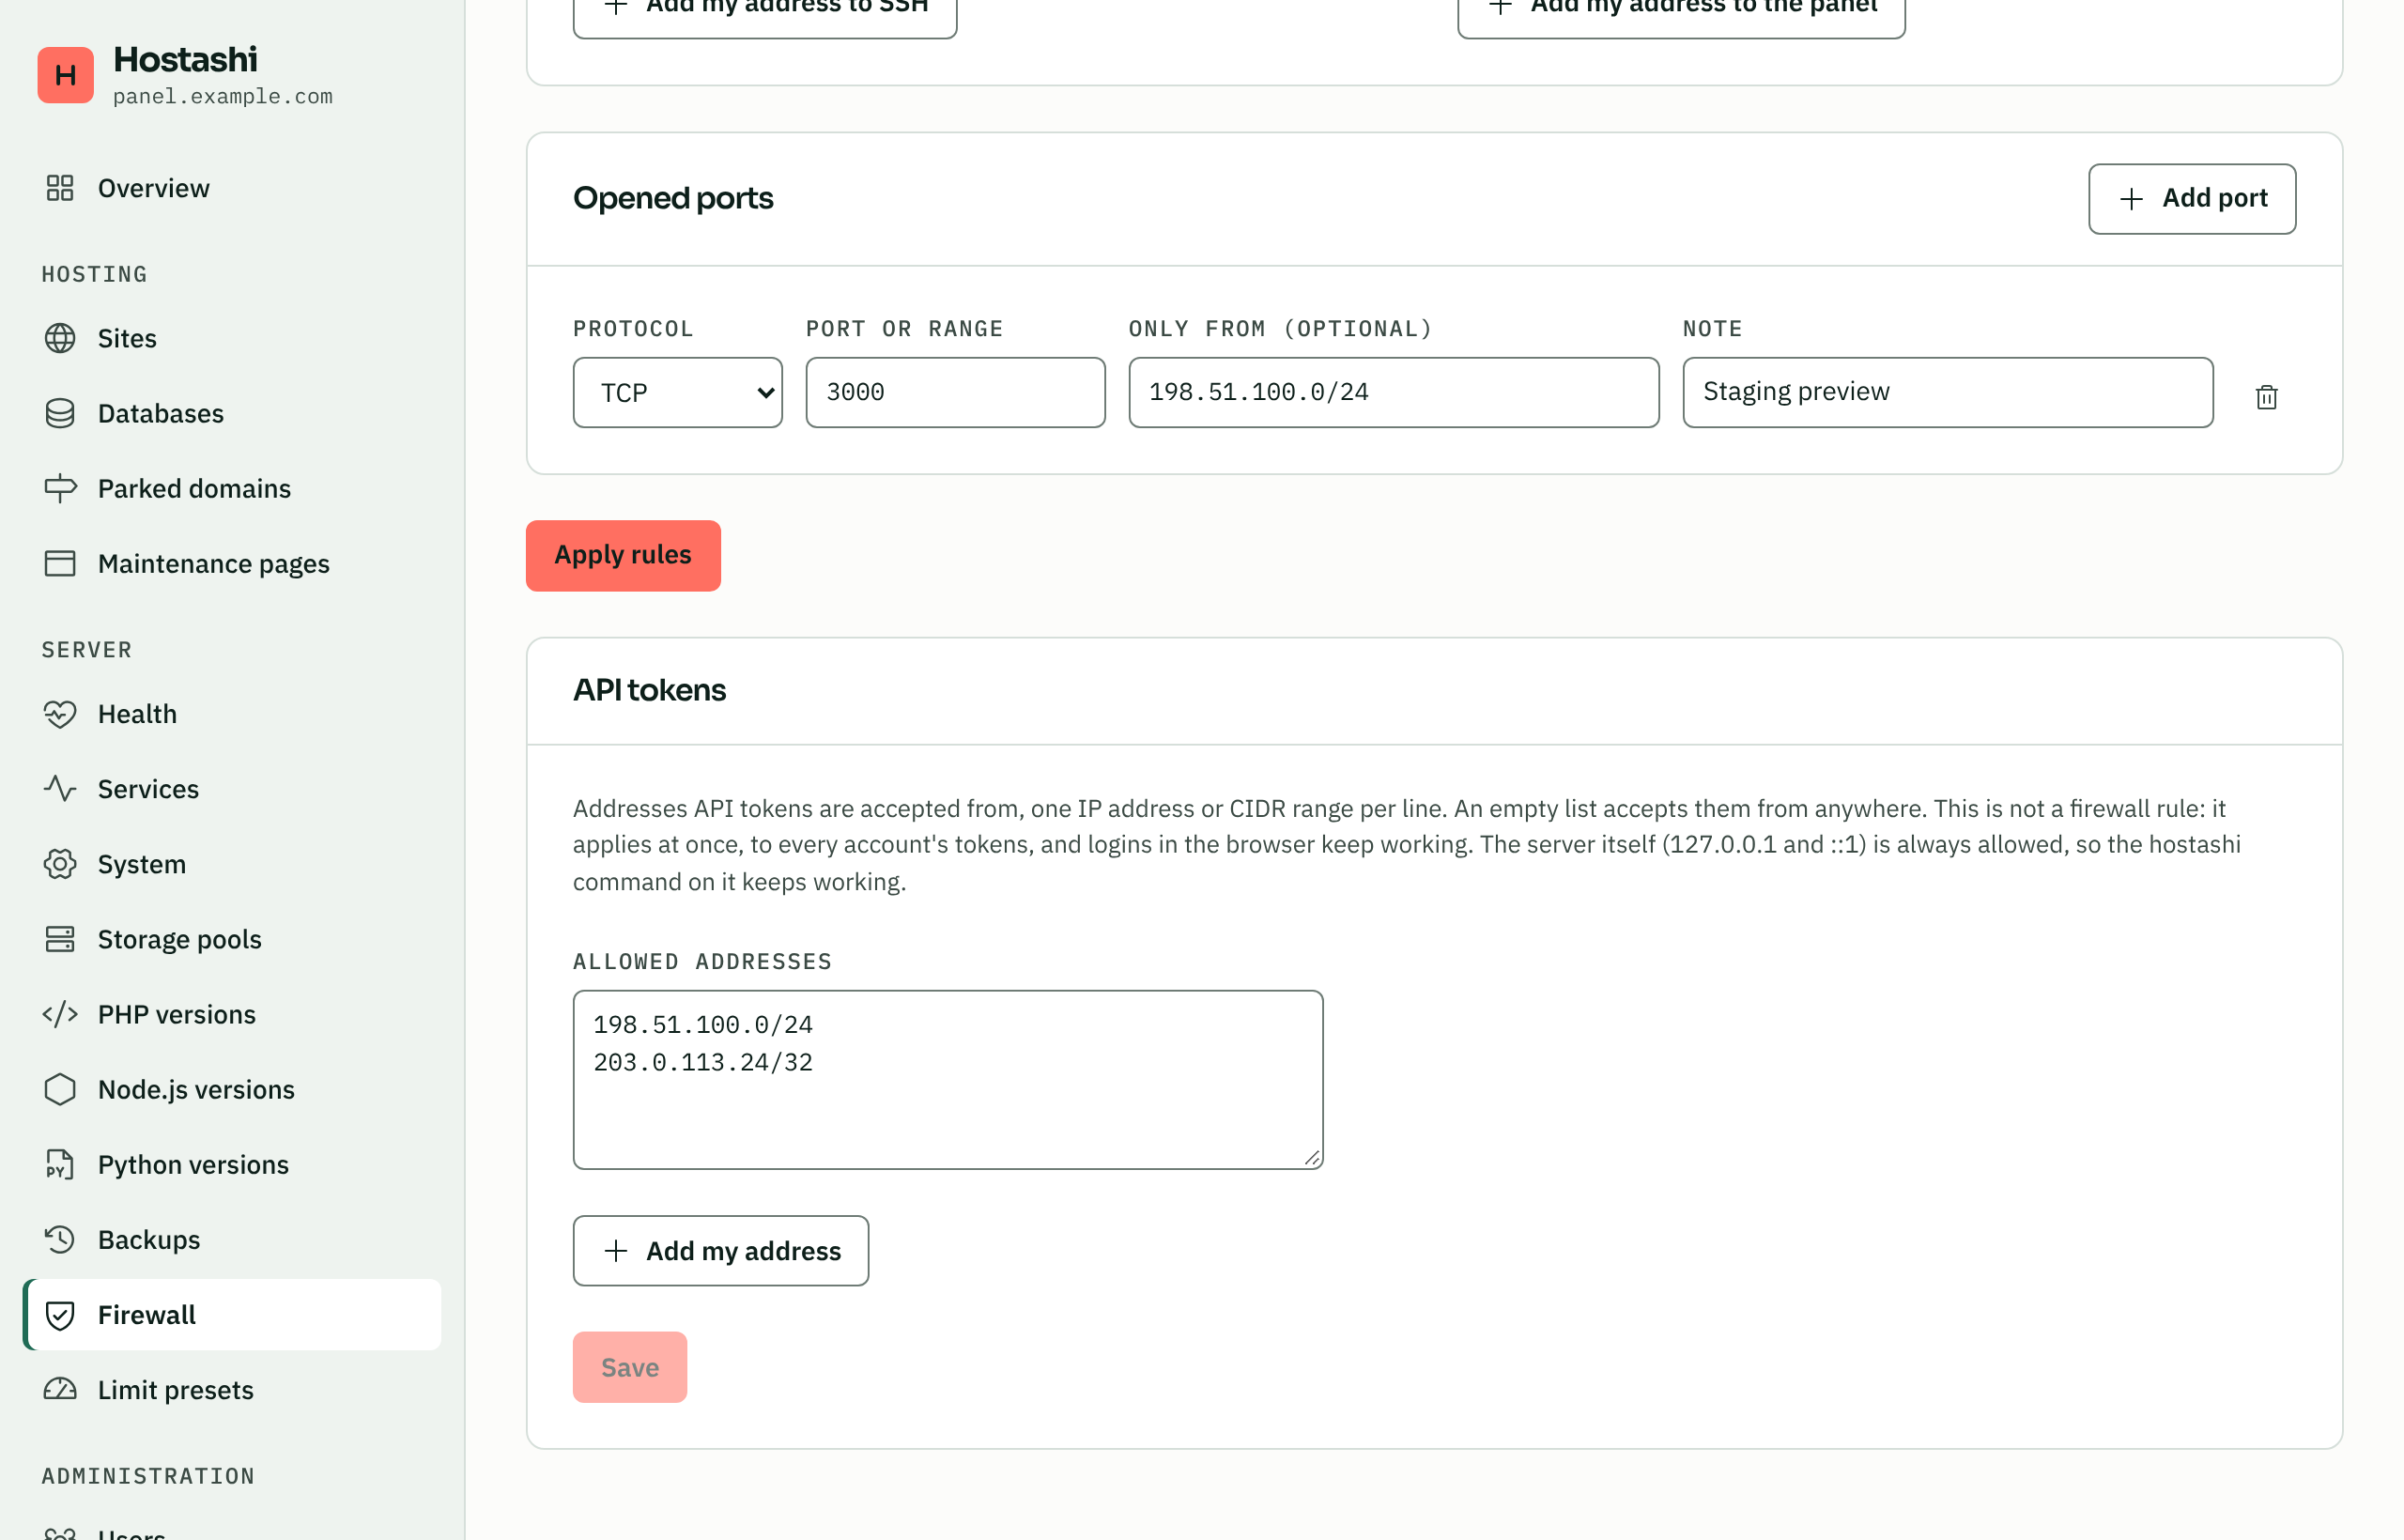 Hostashi
panel.example.com
Overview
HOSTING
Sites
Databases
Parked domains
Maintenance pages
SERVER
Health
Services
System
Storage pools
PHP versions
Node.js versions
Python versions
Backups
Firewall
Limit presets
ADMINISTRATION
Users
Add my address to SSH
Add my address to the panel
Opened ports
Add port
PROTOCOL
PORT OR RANGE
ONLY FROM (OPTIONAL)
NOTE
TCP
3000
198.51.100.0/24
Staging preview
Apply rules
API tokens
Addresses API tokens are accepted from, one IP address or CIDR range per line. An empty list accepts them from anywhere. This is not a firewall rule: it
applies at once, to every account's tokens, and logins in the browser keep working. The server itself (127.0.0.1 and ::1) is always allowed, so the hostashi
command on it keeps working.
ALLOWED ADDRESSES
198.51.100.0/24
203.0.113.24/32
Add my address
Save